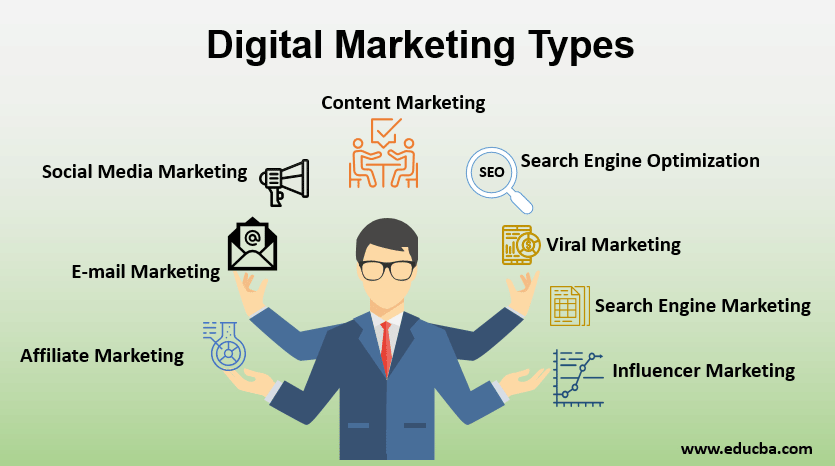 Digital Marketing Types
Content Marketing
Social Media Marketing
SEO
Search Engine Optimization
@
E-mail Marketing
Viral Marketing
$
Search Engine Marketing
Affiliate Marketing
Influencer Marketing
www.educba.com